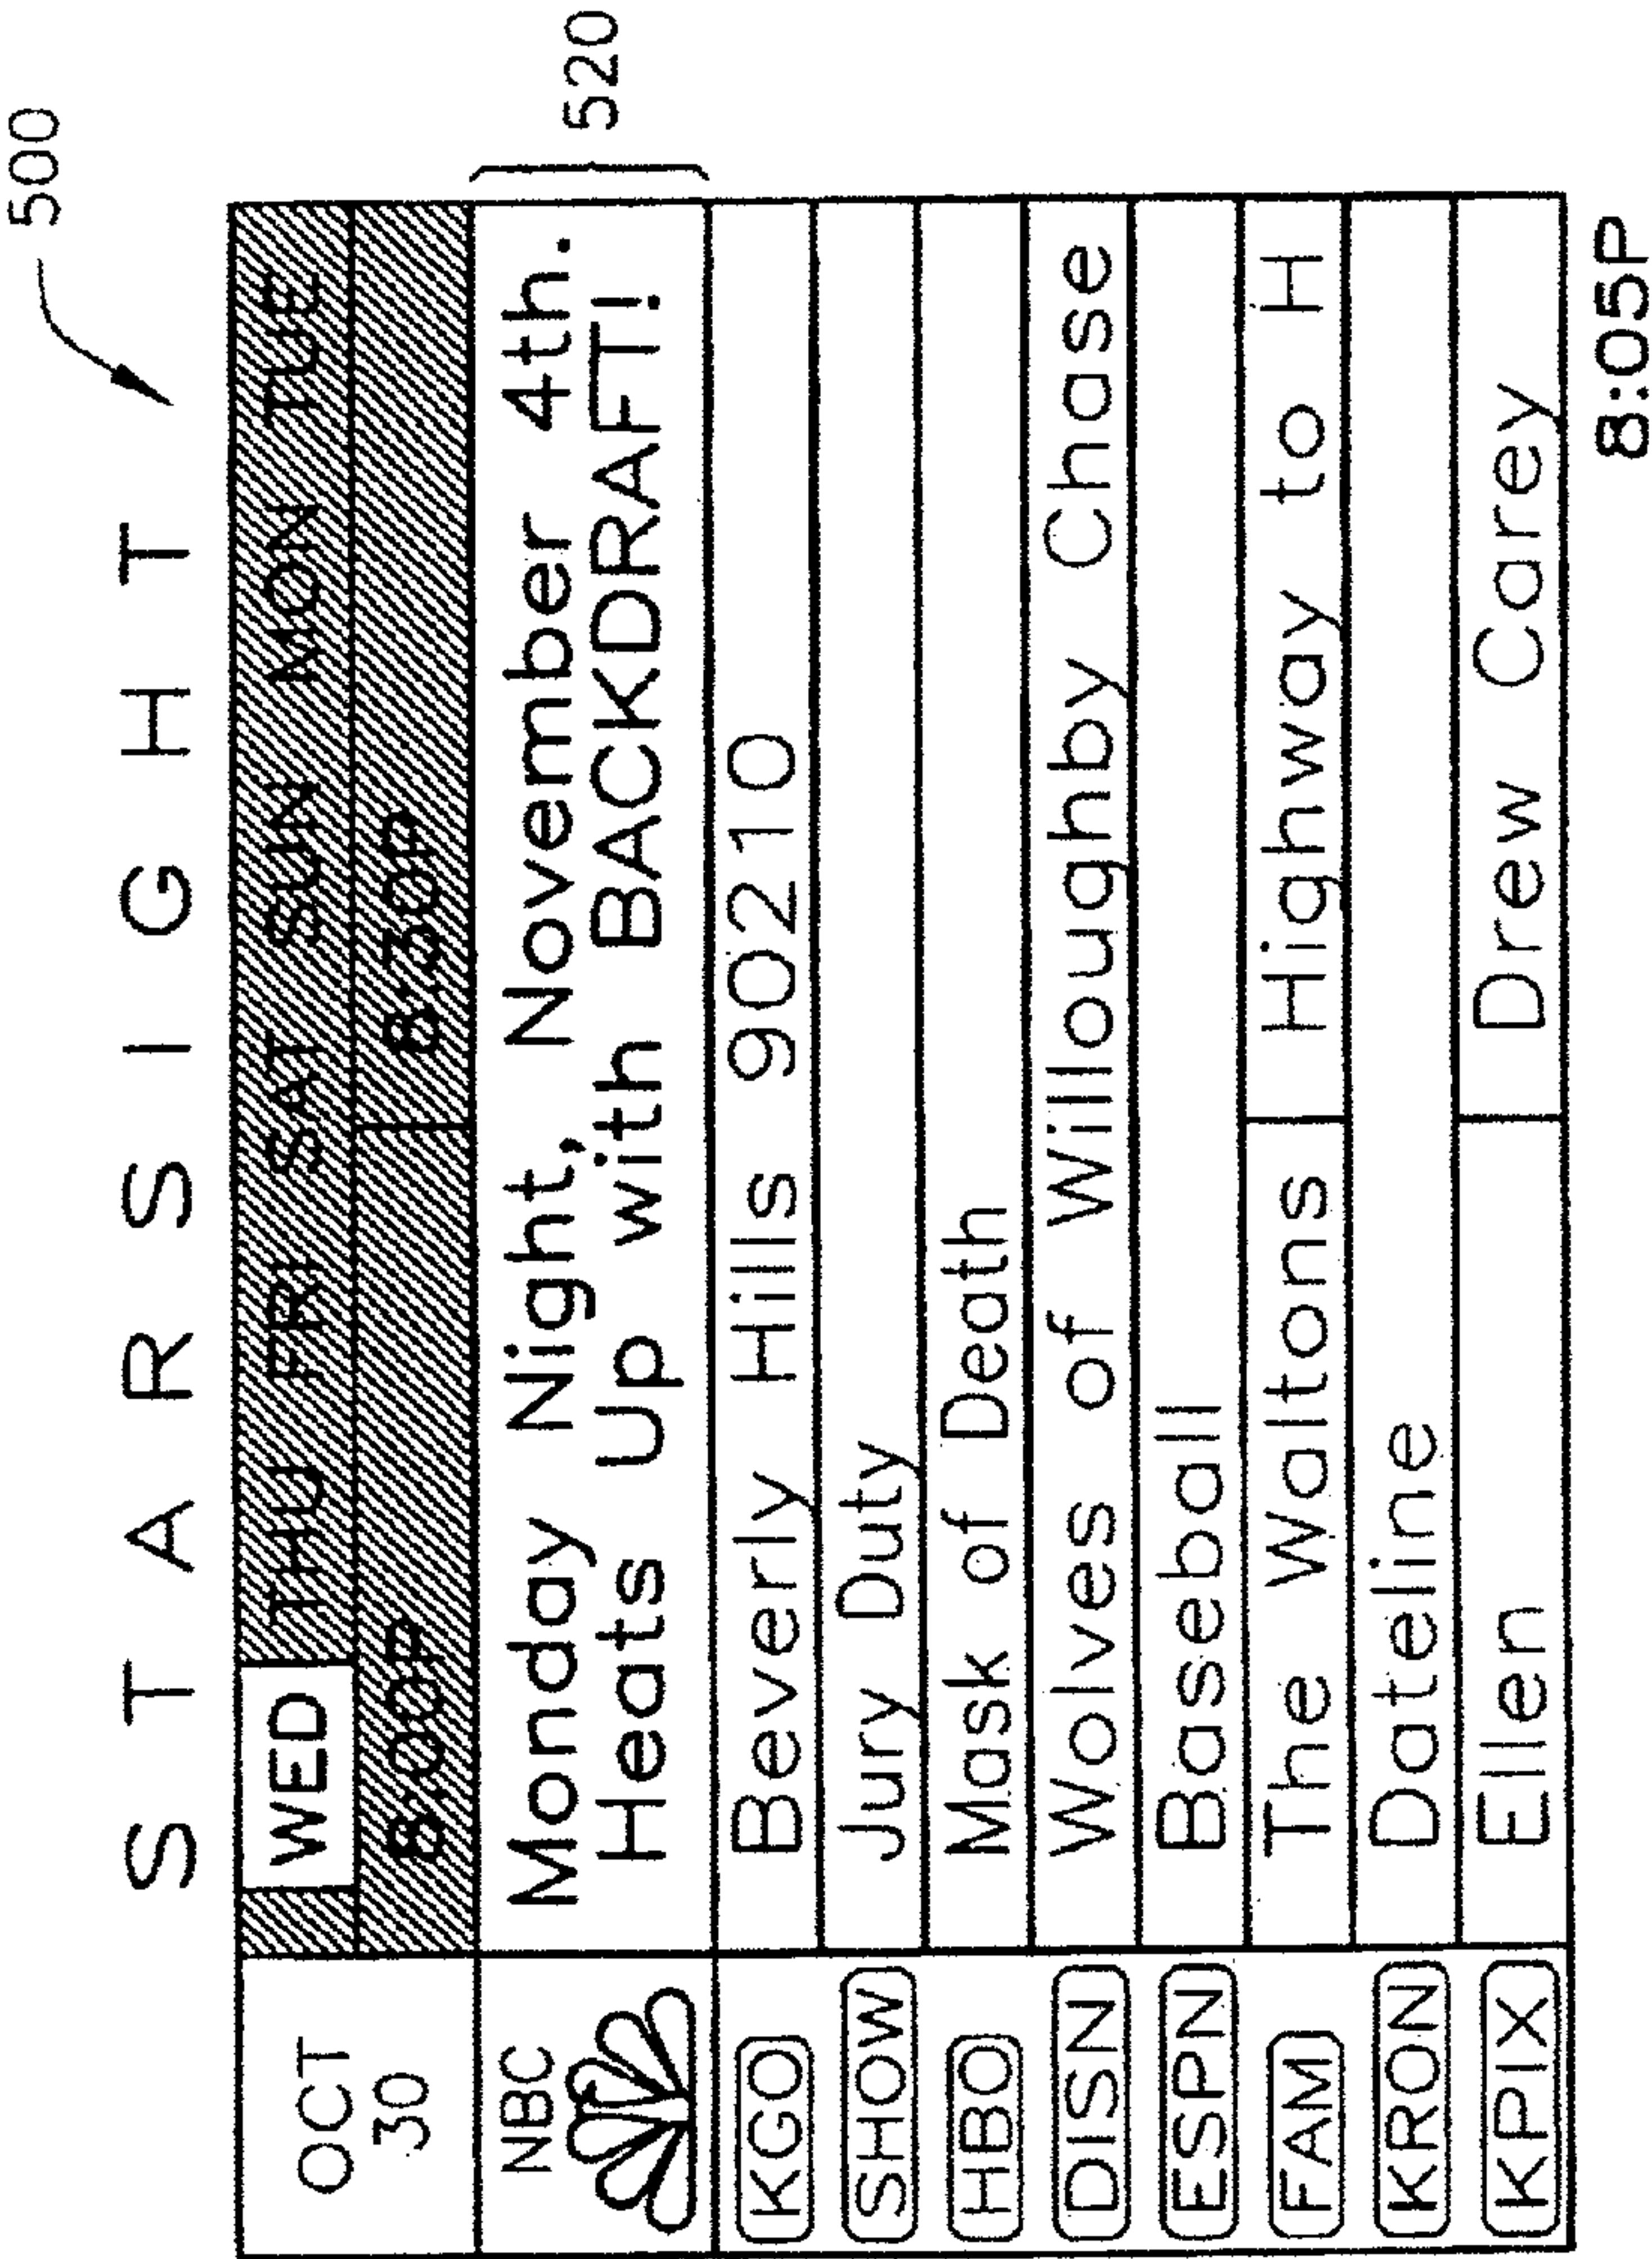 500
S T A R S I G H T
OCT 30 WED THU FRI SAT SUN MON TUE
8:00P 8:30P
NBC Monday Night, November 4th.
Heats Up with BACKDRAFT!
520
KGO Beverly Hills 90210
SHOW Jury Duty
HBO Mask of Death
DISN Wolves of Willoughby Chase
ESPN Baseball
FAM The Waltons Highway to H
KRON Dateline
KPIX Ellen Drew Carey
8:05P